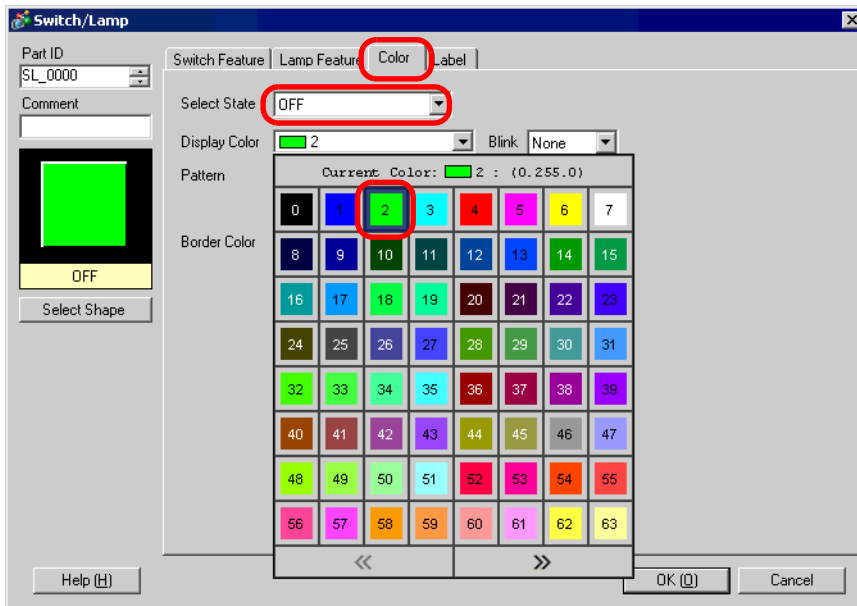 Switch/Lamp
Part ID
SL_0000
Comment
OFF
Select Shape
Switch Feature Lamp Feature Color Label
Select State OFF
Display Color 2 Blink None
Pattern
Border Color
Current Color: 2 : (0.255.0)
0 1 2 3 4 5 6 7
8 9 10 11 12 13 14 15
16 17 18 19 20 21 22 23
24 25 26 27 28 29 30 31
32 33 34 35 36 37 38 39
40 41 42 43 44 45 46 47
48 49 50 51 52 53 54 55
56 57 58 59 60 61 62 63
« »
Help (H) OK (O) Cancel